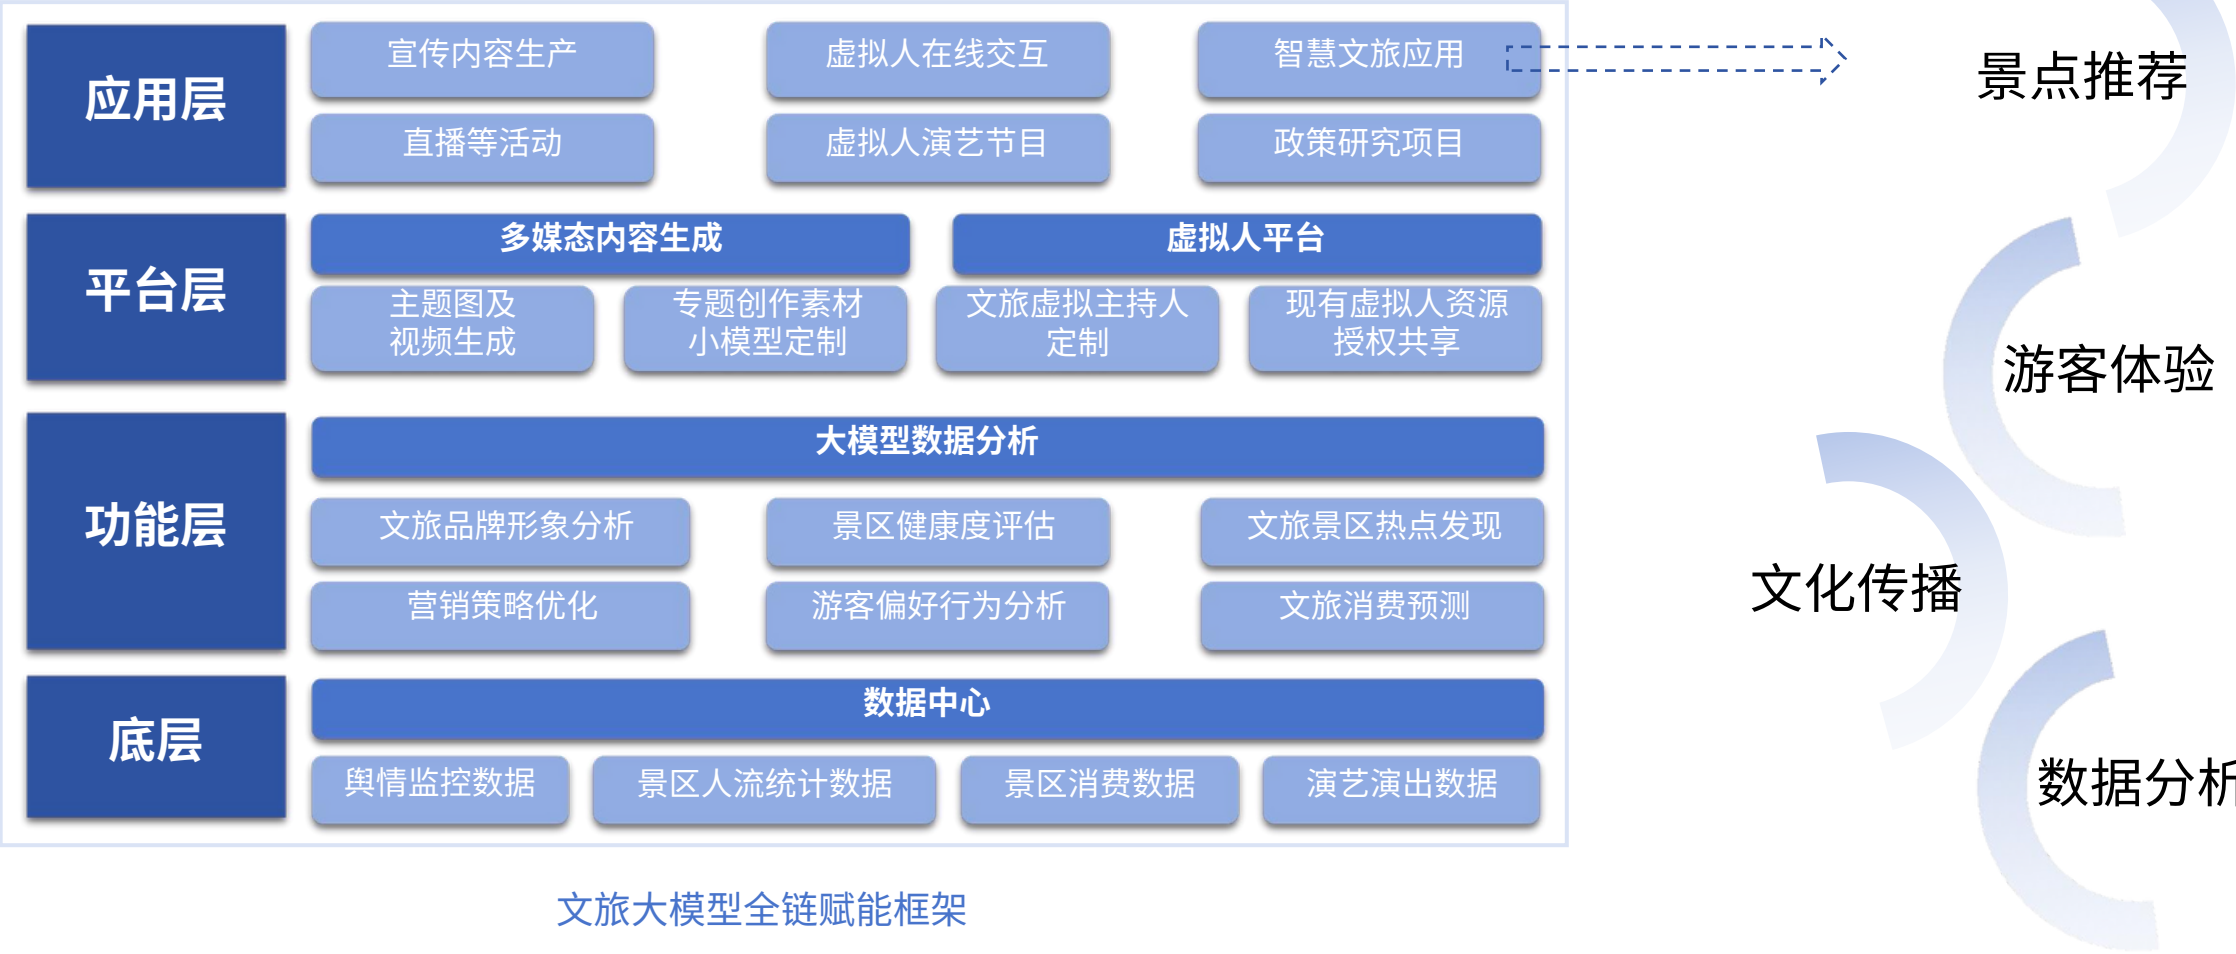 应用层
宣传内容生产
虚拟人在线交互
智慧文旅应用
直播等活动
虚拟人演艺节目
政策研究项目
平台层
多媒态内容生成
虚拟人平台
主题图及
视频生成
专题创作素材
小模型定制
文旅虚拟主持人
定制
现有虚拟人资源
授权共享
功能层
大模型数据分析
文旅品牌形象分析
景区健康度评估
文旅景区热点发现
营销策略优化
游客偏好行为分析
文旅消费预测
底层
数据中心
舆情监控数据
景区人流统计数据
景区消费数据
演艺演出数据
文旅大模型全链赋能框架
景点推荐
游客体验
文化传播
数据分析